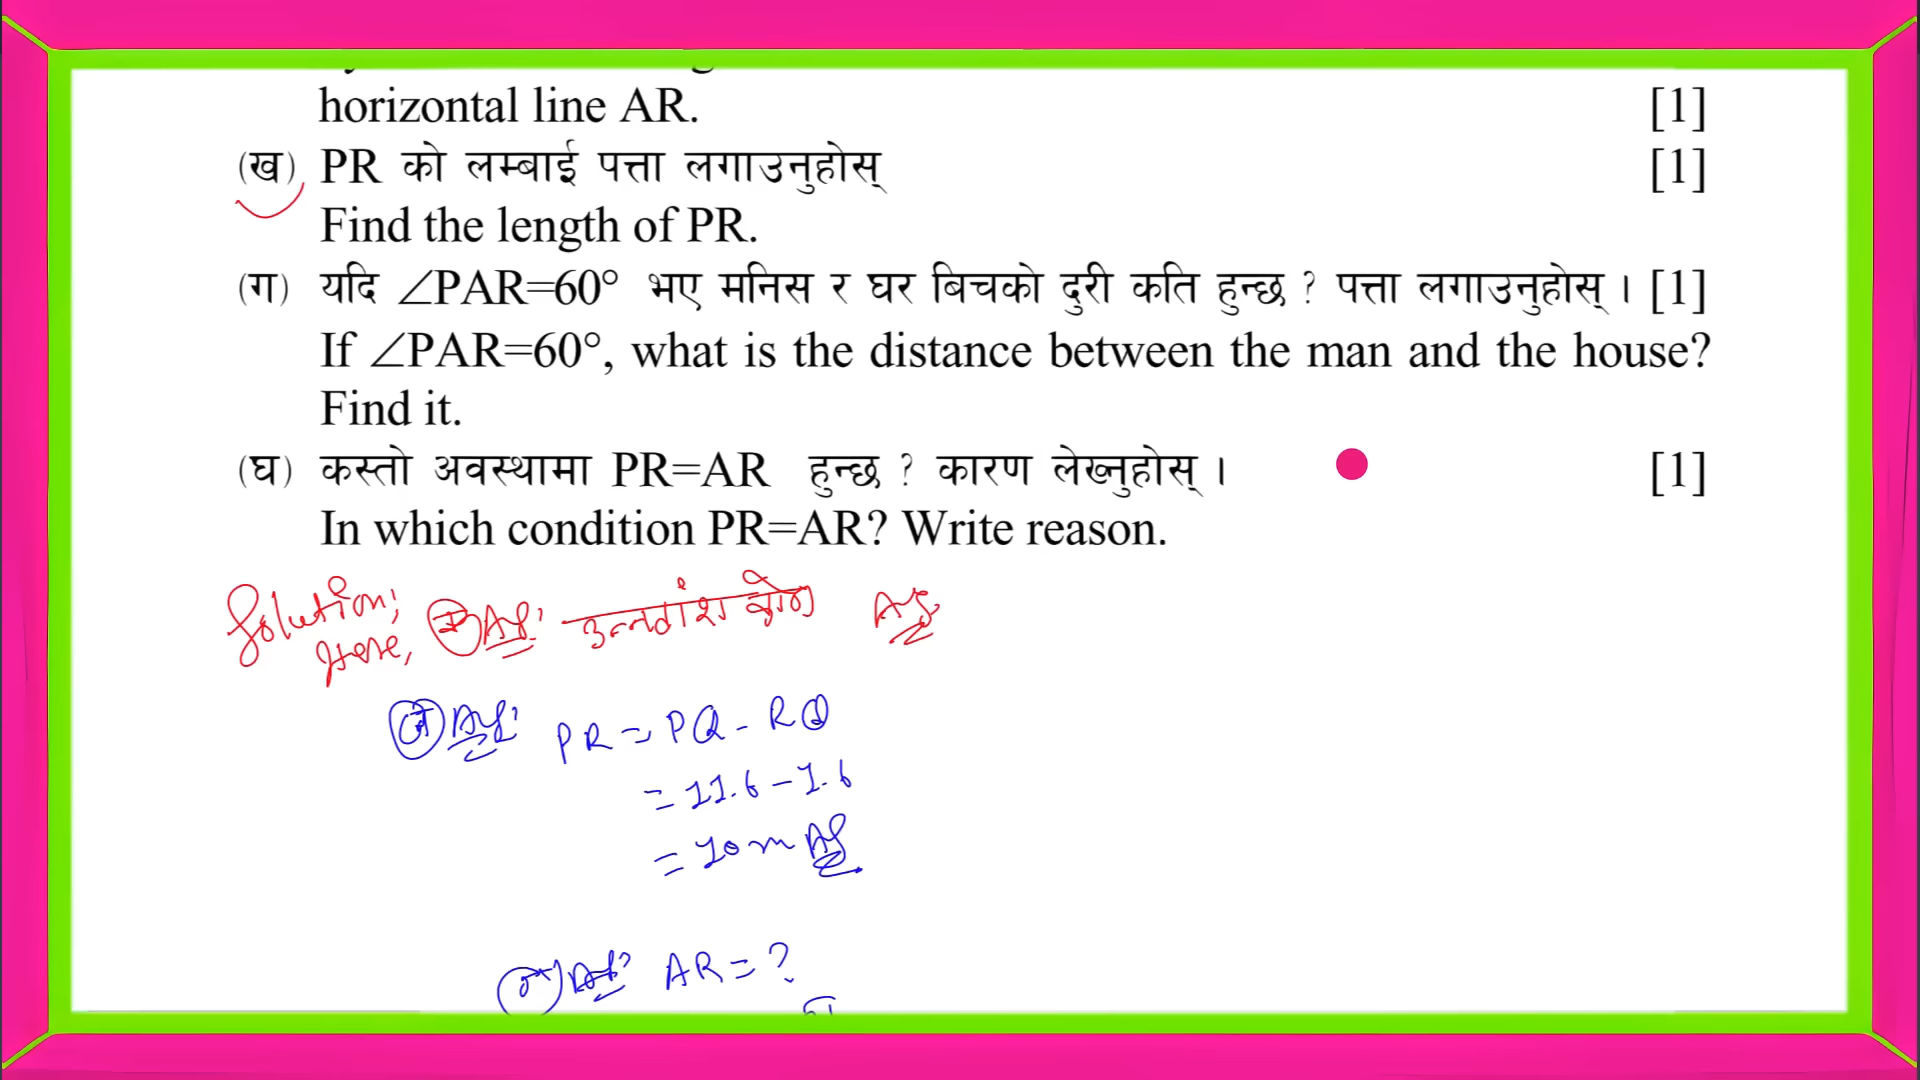 horizontal line AR. [1]
(ख) PR को लम्बाई पत्ता लगाउनुहोस् [1]
Find the length of PR.
(ग) यदि ∠PAR=60° भए मनिस र घर बिचको दुरी कति हुन्छ ? पत्ता लगाउनुहोस् । [1]
If ∠PAR=60°, what is the distance between the man and the house?
Find it.
(घ) कस्तो अवस्थामा PR=AR हुन्छ ? कारण लेख्नुहोस् । [1]
In which condition PR=AR? Write reason.
Solution;
Here, उन्नतांश कोण
PR = PQ - RQ
= 11.6 - 1.6
= 10 m
AR = ?